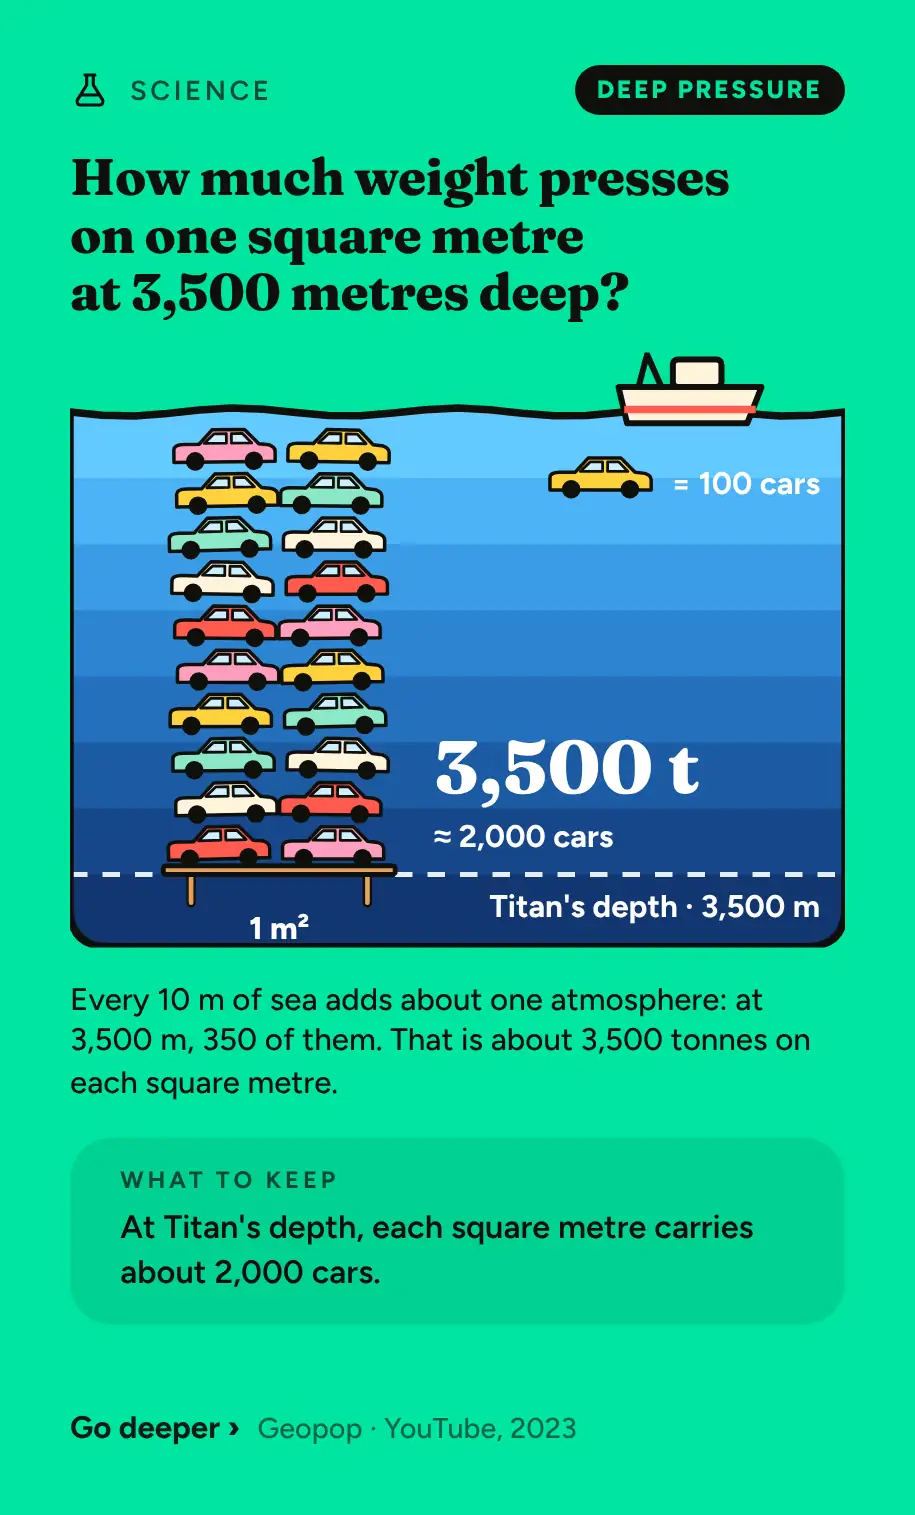 SCIENCE
DEEP PRESSURE
How much weight presses
on one square metre
at 3,500 metres deep?
= 100 cars
3,500 t
≈ 2,000 cars
Titan's depth · 3,500 m
1 m²
Every 10 m of sea adds about one atmosphere: at
3,500 m, 350 of them. That is about 3,500 tonnes on
each square metre.
WHAT TO KEEP
At Titan's depth, each square metre carries
about 2,000 cars.
Go deeper › Geopop · YouTube, 2023